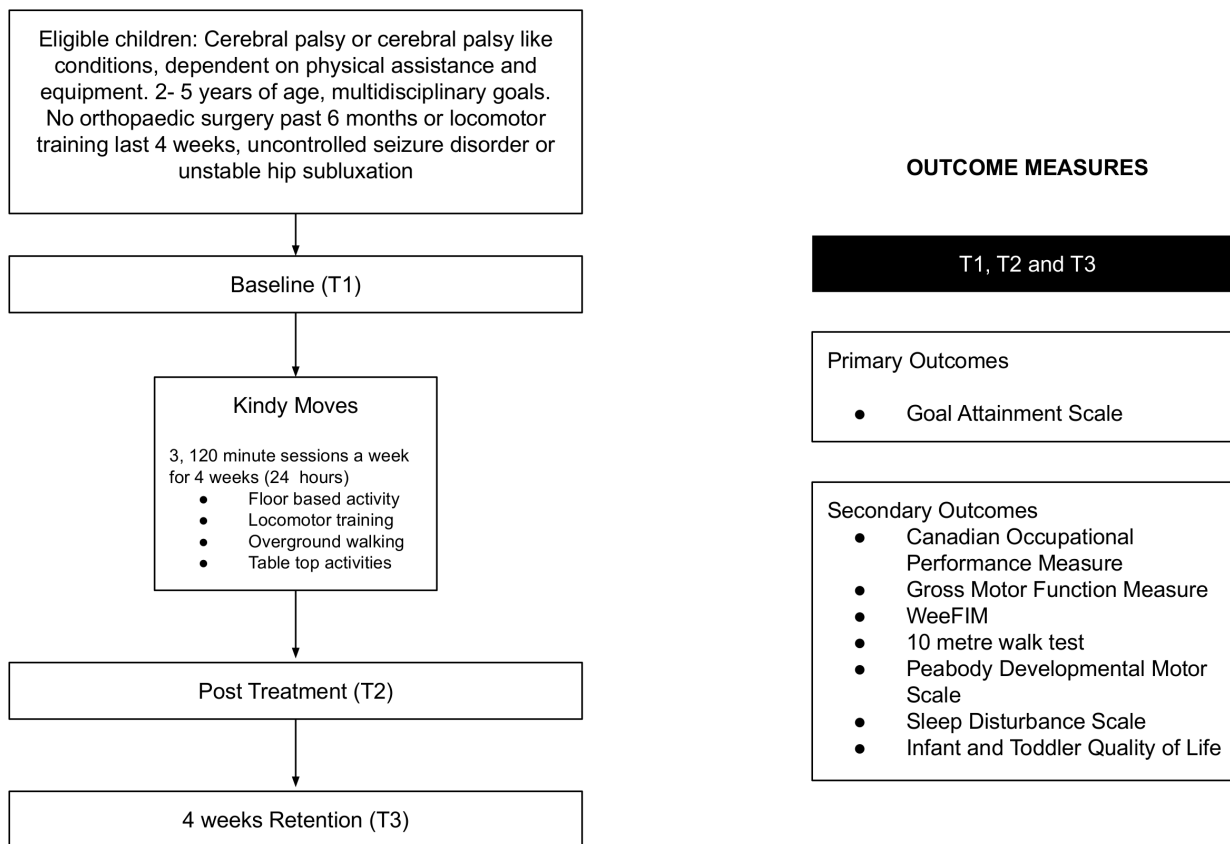 Eligible children: Cerebral palsy or cerebral palsy like
conditions, dependent on physical assistance and
equipment. 2- 5 years of age, multidisciplinary goals.
No orthopaedic surgery past 6 months or locomotor
training last 4 weeks, uncontrolled seizure disorder or
unstable hip subluxation
Baseline (T1)
Kindy Moves
3, 120 minute sessions a week
for 4 weeks (24 hours)
● Floor based activity
● Locomotor training
● Overground walking
● Table top activities
Post Treatment (T2)
4 weeks Retention (T3)
OUTCOME MEASURES
T1, T2 and T3
Primary Outcomes
● Goal Attainment Scale
Secondary Outcomes
● Canadian Occupational
Performance Measure
● Gross Motor Function Measure
● WeeFIM
● 10 metre walk test
● Peabody Developmental Motor
Scale
● Sleep Disturbance Scale
● Infant and Toddler Quality of Life